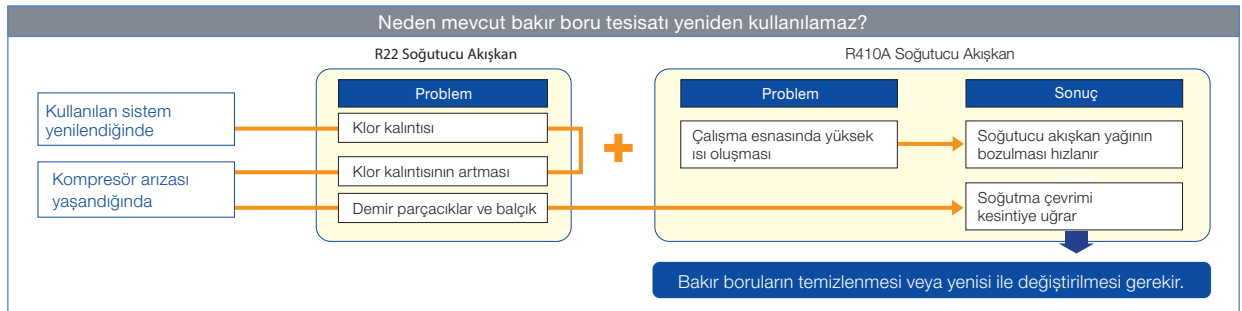 Neden mevcut bakır boru tesisatı yeniden kullanılamaz?
R22 Soğutucu Akışkan
R410A Soğutucu Akışkan
Problem
Problem
Sonuç
Kullanılan sistem
yenilendiğinde
Klor kalıntısı
Çalışma esnasında yüksek
ısı oluşması
Soğutucu akışkan yağının
bozulması hızlanır
Kompresör arızası
yaşandığında
Klor kalıntısının artması
Demir parçacıklar ve balçık
Soğutma çevrimi
kesintiye uğrar
Bakır boruların temizlenmesi veya yenisi ile değiştirilmesi gerekir.